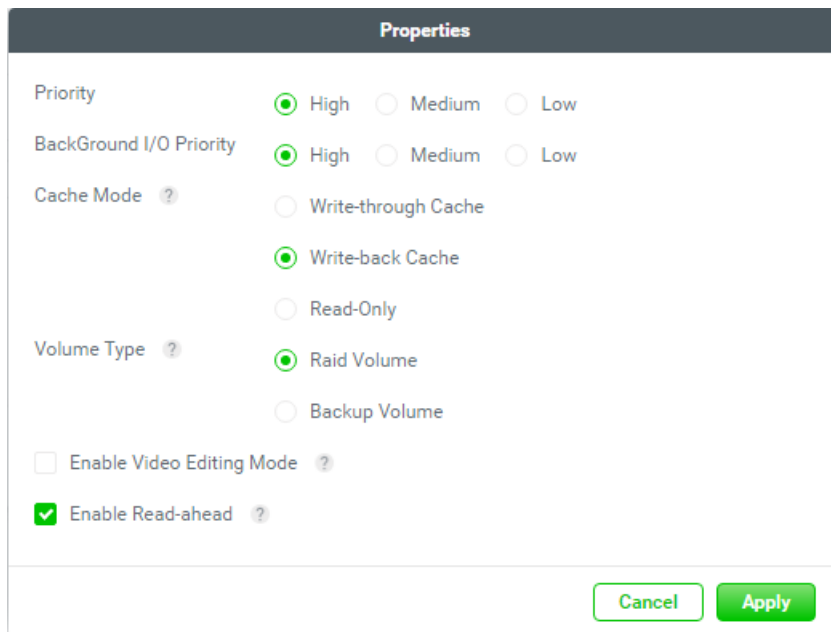 Properties
Priority High Medium Low
BackGround I/O Priority High Medium Low
Cache Mode ? Write-through Cache
Write-back Cache
Read-Only
Volume Type ? Raid Volume
Backup Volume
Enable Video Editing Mode ?
Enable Read-ahead ?
Cancel Apply